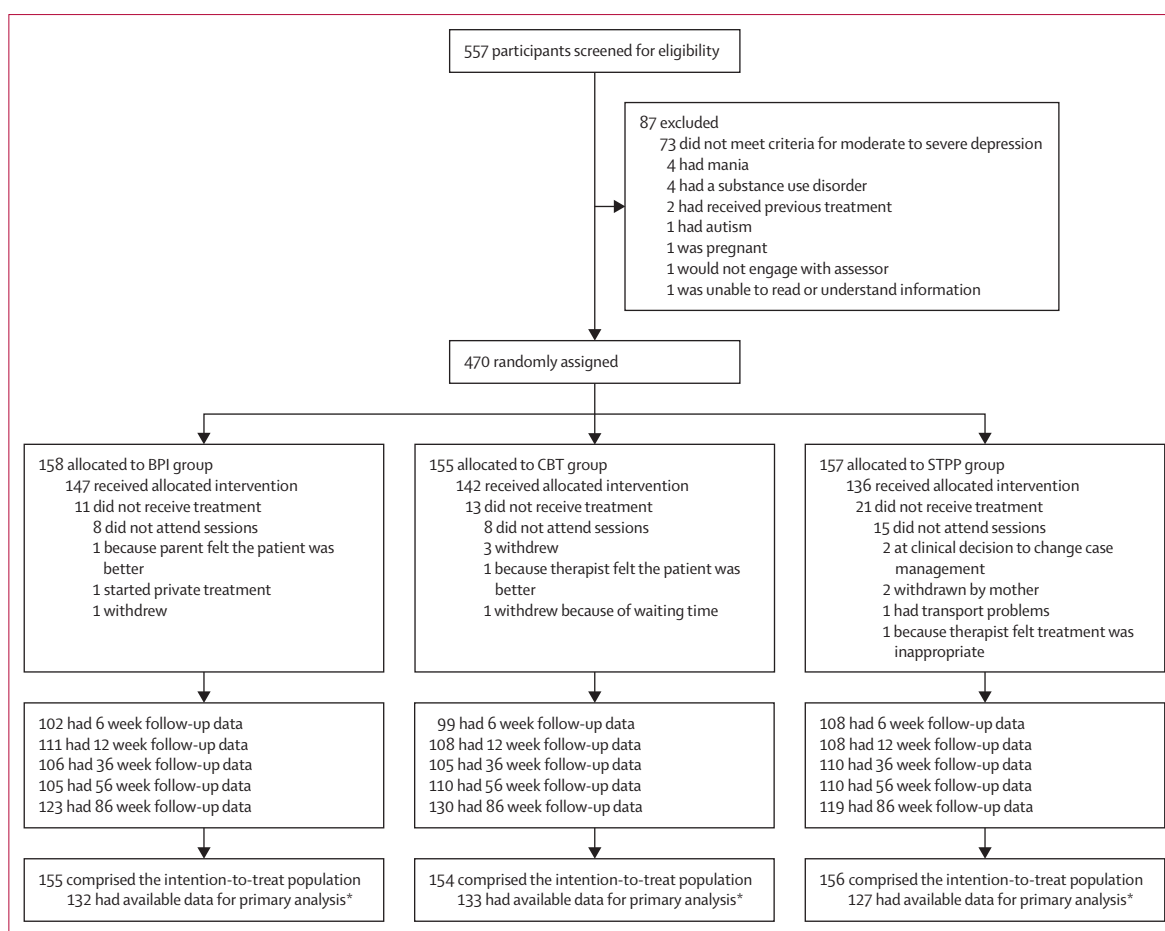 557 participants screened for eligibility
87 excluded
73 did not meet criteria for moderate to severe depression
4 had mania
4 had a substance use disorder
2 had received previous treatment
1 had autism
1 was pregnant
1 would not engage with assessor
1 was unable to read or understand information
470 randomly assigned
158 allocated to BPI group
147 received allocated intervention
11 did not receive treatment
8 did not attend sessions
1 because parent felt the patient was
better
1 started private treatment
1 withdrew
155 allocated to CBT group
142 received allocated intervention
13 did not receive treatment
8 did not attend sessions
3 withdrew
1 because therapist felt the patient was
better
1 withdrew because of waiting time
157 allocated to STPP group
136 received allocated intervention
21 did not receive treatment
15 did not attend sessions
2 at clinical decision to change case
management
2 withdrawn by mother
1 had transport problems
1 because therapist felt treatment was
inappropriate
102 had 6 week follow-up data
111 had 12 week follow-up data
106 had 36 week follow-up data
105 had 56 week follow-up data
123 had 86 week follow-up data
99 had 6 week follow-up data
108 had 12 week follow-up data
105 had 36 week follow-up data
110 had 56 week follow-up data
130 had 86 week follow-up data
108 had 6 week follow-up data
108 had 12 week follow-up data
110 had 36 week follow-up data
110 had 56 week follow-up data
119 had 86 week follow-up data
155 comprised the intention-to-treat population
132 had available data for primary analysis*
154 comprised the intention-to-treat population
133 had available data for primary analysis*
156 comprised the intention-to-treat population
127 had available data for primary analysis*